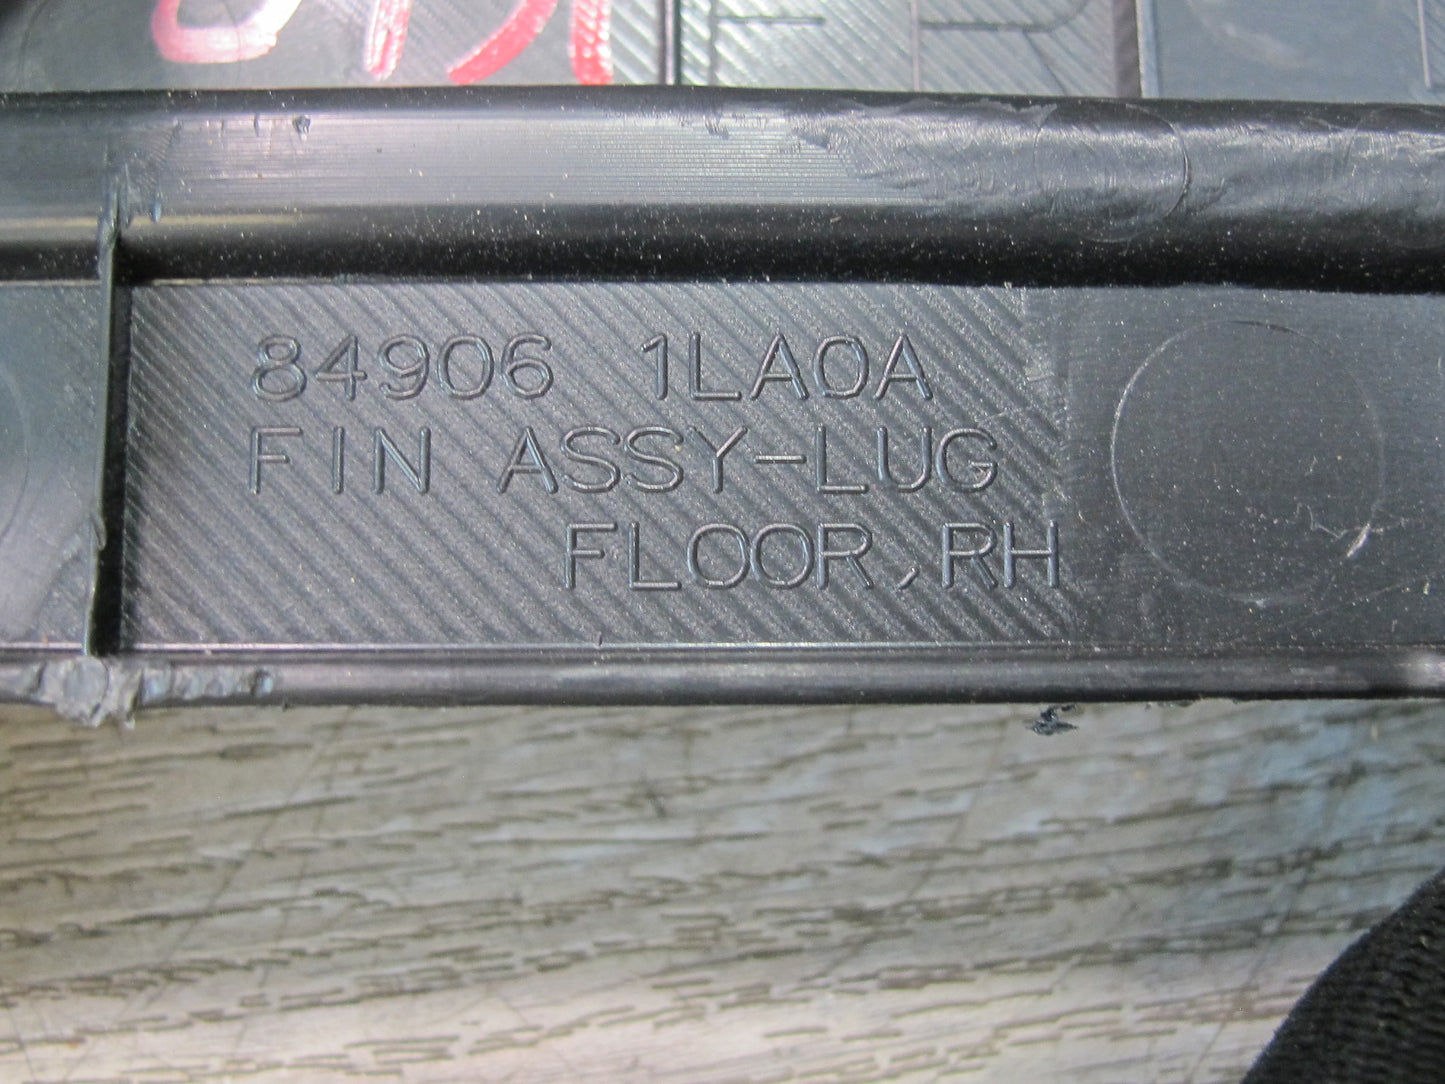 84906 1LA0A
FIN ASSY-LUG
FLOOR,RH